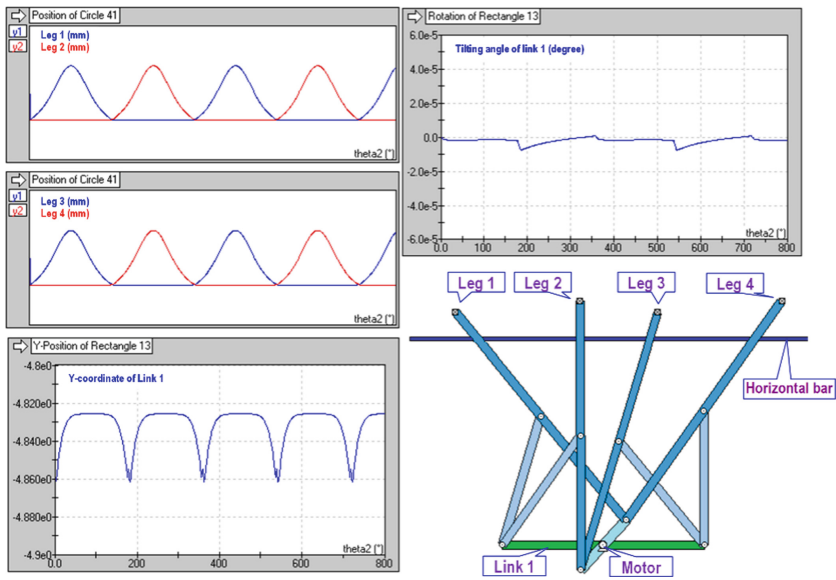 Position of Circle 41
y1
y2
Leg 1 (mm)
Leg 2 (mm)
theta2 [°]
Position of Circle 41
y1
y2
Leg 3 (mm)
Leg 4 (mm)
theta2 [°]
Y-Position of Rectangle 13
-4.8e0
Y-coordinate of Link 1
-4.820e0
-4.840e0
-4.860e0
-4.880e0
-4.9e0
0.0
200
400
600
800
theta2 [°]
Rotation of Rectangle 13
6.0e-5
Tilting angle of link 1 (degree)
4.0e-5
2.0e-5
0.0
-2.0e-5
-4.0e-5
-6.0e-5
0.0
100
200
300
400
500
600
700
800
theta2 [°]
Leg 1
Leg 2
Leg 3
Leg 4
Horizontal bar
Link 1
Motor